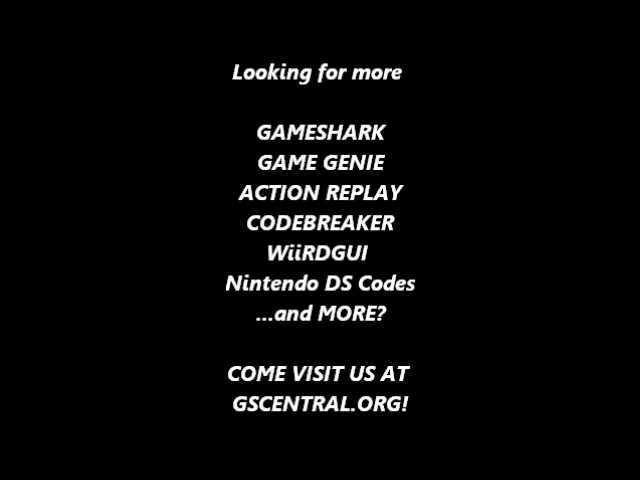 Looking for more
GAMESHARK
GAME GENIE
ACTION REPLAY
CODEBREAKER
WiiRDGUI
Nintendo DS Codes
...and MORE?
COME VISIT US AT
GSCENTRAL.ORG!